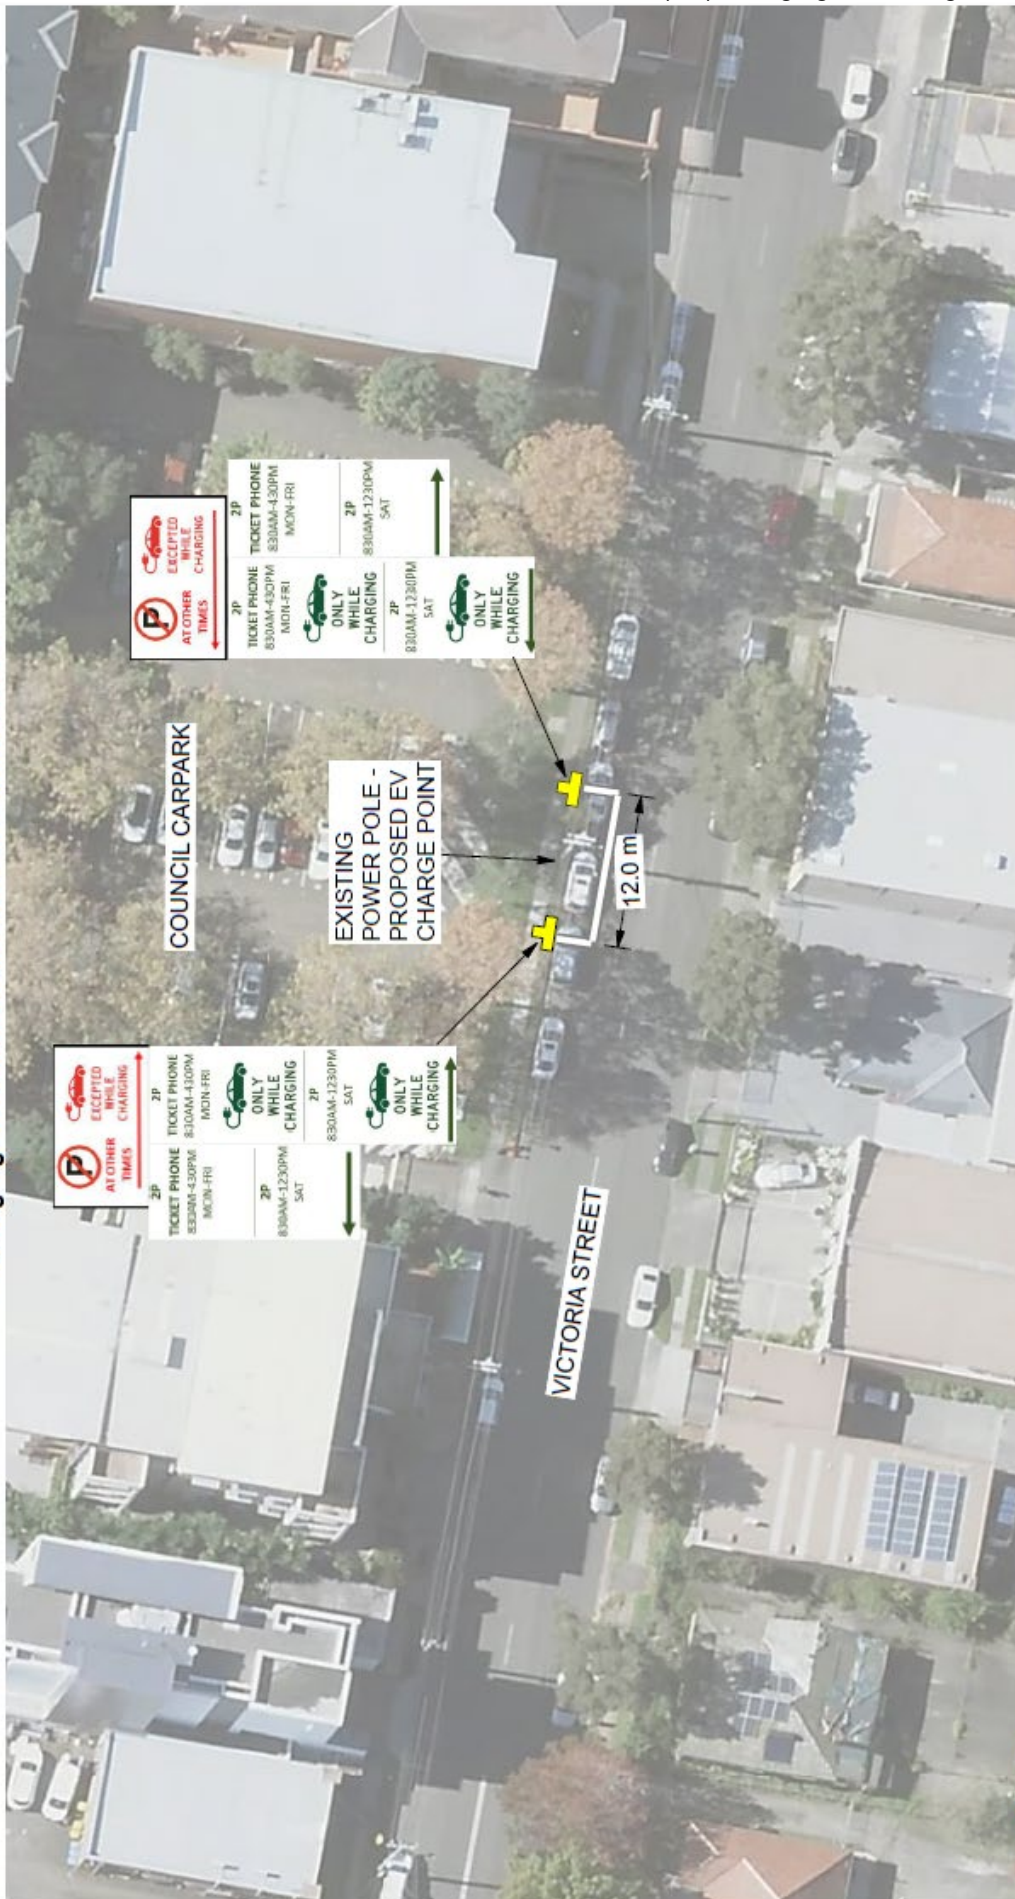 P
AT OTHER
TIMES
EXCEPTED
WHILE
CHARGING
2P
TICKET PHONE
830AM-430PM
MON-FRI
2P
830AM-1230PM
SAT
2P
TICKET PHONE
830AM-430PM
MON-FRI
ONLY
WHILE
CHARGING
2P
830AM-1230PM
SAT
ONLY
WHILE
CHARGING
COUNCIL CARPARK
P
AT OTHER
TIMES
EXCEPTED
WHILE
CHARGING
2P
TICKET PHONE
830AM-430PM
MON-FRI
ONLY
WHILE
CHARGING
2P
830AM-1230PM
SAT
ONLY
WHILE
CHARGING
2P
TICKET PHONE
830AM-430PM
MON-FRI
2P
830AM-1230PM
SAT
EXISTING
POWER POLE -
PROPOSED EV
CHARGE POINT
12.0 m
VICTORIA STREET